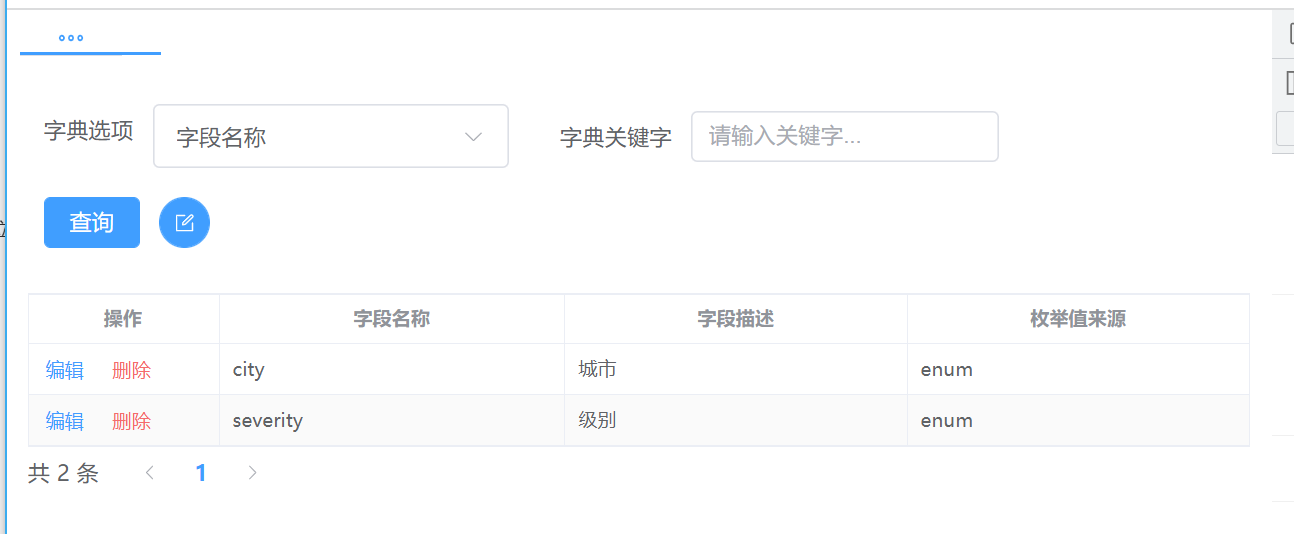 字典选项 字段名称 字典关键字 请输入关键字...
查询
操作 字段名称 字段描述 枚举值来源
编辑 删除 city 城市 enum
编辑 删除 severity 级别 enum
共 2 条 1